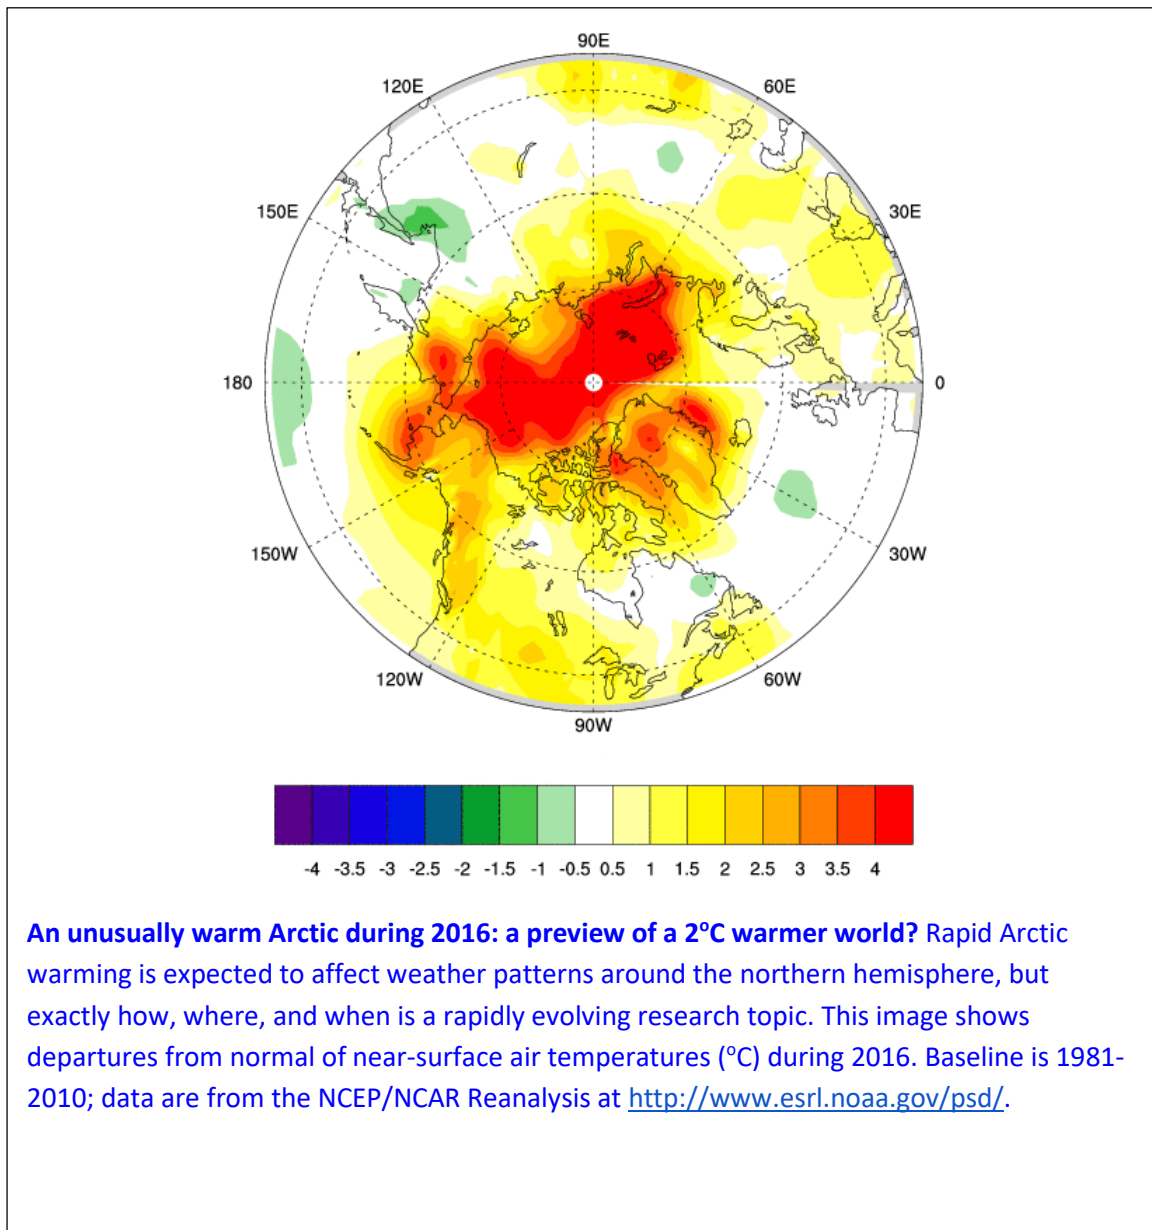 90E
120E
60E
150E
30E
180
0
150W
30W
120W
60W
90W
-4 -3.5 -3 -2.5 -2 -1.5 -1 -0.5 0.5 1 1.5 2 2.5 3 3.5 4
An unusually warm Arctic during 2016: a preview of a 2°C warmer world? Rapid Arctic
warming is expected to affect weather patterns around the northern hemisphere, but
exactly how, where, and when is a rapidly evolving research topic. This image shows
departures from normal of near-surface air temperatures (°C) during 2016. Baseline is 1981-
2010; data are from the NCEP/NCAR Reanalysis at http://www.esrl.noaa.gov/psd/.